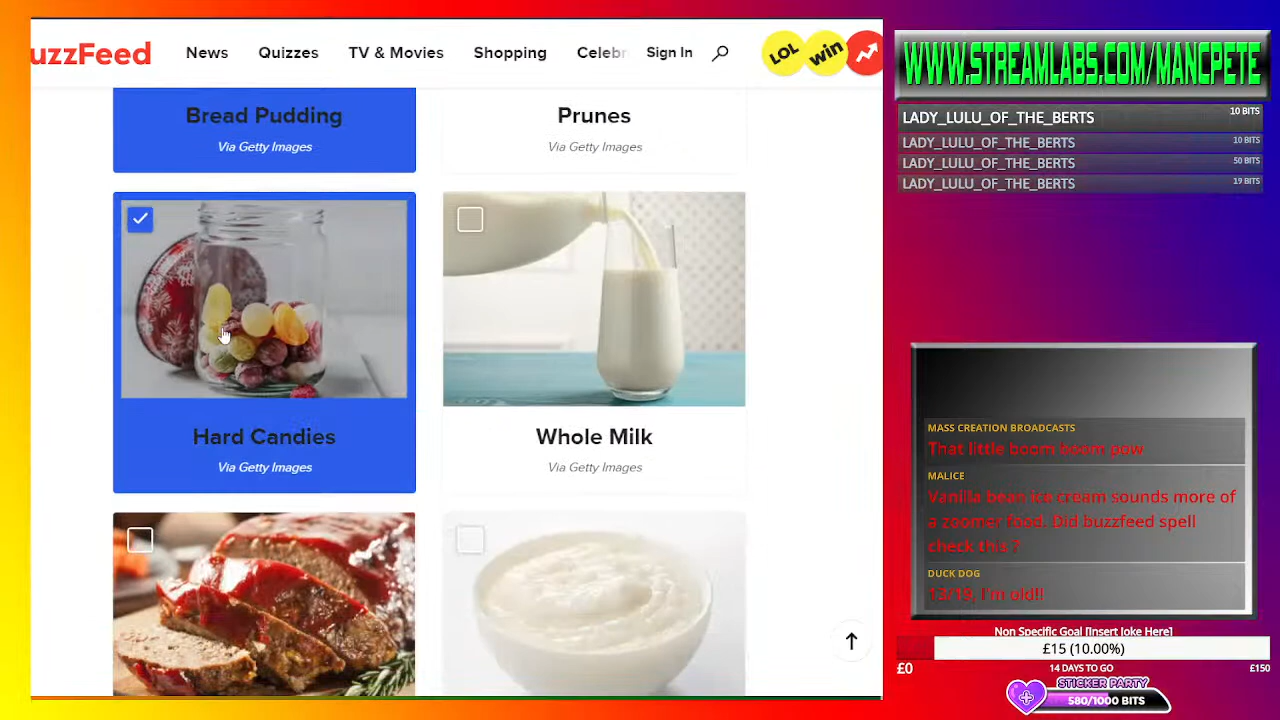 uzzFeed
News
Quizzes
TV & Movies
Shopping
Celebr
Sign In
LOL
win
Bread Pudding
Via Getty Images
Prunes
Via Getty Images
Hard Candies
Via Getty Images
Whole Milk
Via Getty Images
WWW.STREAMLABS.COM/MANCPETE
LADY_LULU_OF_THE_BERTS 10 BITS
LADY_LULU_OF_THE_BERTS 10 BITS
LADY_LULU_OF_THE_BERTS 50 BITS
LADY_LULU_OF_THE_BERTS 19 BITS
MASS CREATION BROADCASTS
That little boom boom pow
MALICE
Vanilla bean ice cream sounds more of
a zoomer food. Did buzzfeed spell
check this ?
DUCK DOG
13/19, I'm old!!
Non Specific Goal [Insert Joke Here]
£15 (10.00%)
£0 14 DAYS TO GO £150
STICKER PARTY
580/1000 BITS